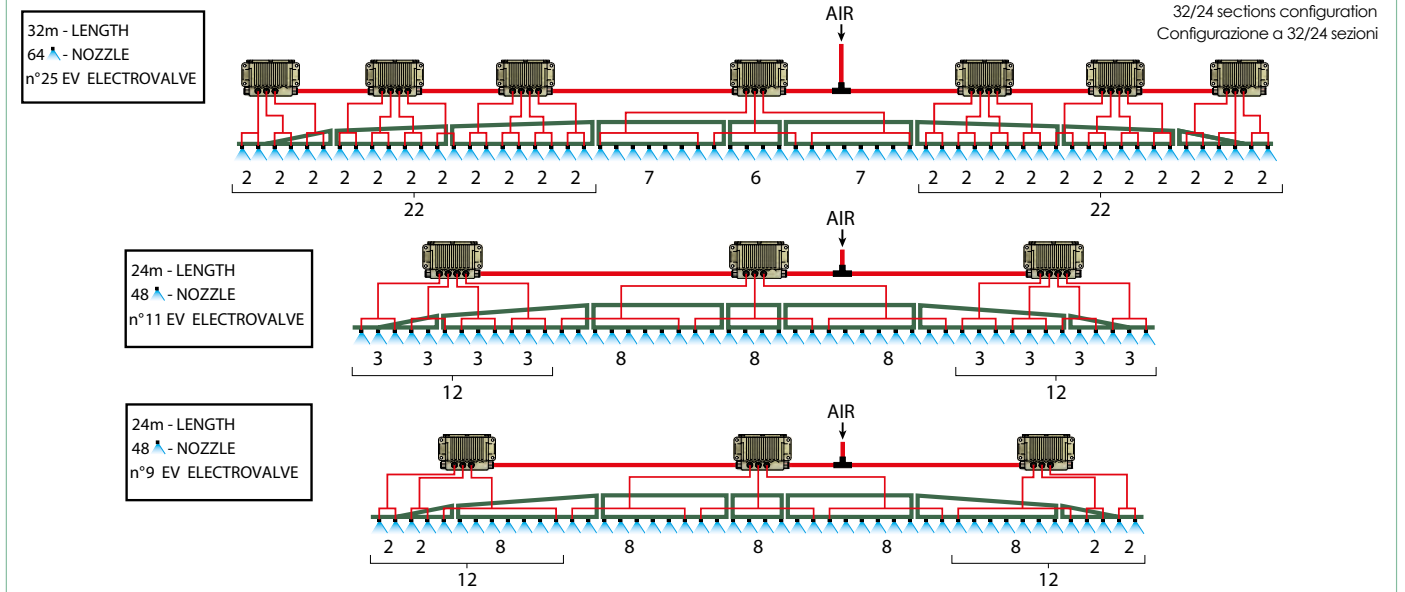 32/24 sections configuration
Configurazione a 32/24 sezioni
32m - LENGTH
64 - NOZZLE
n°25 EV ELECTROVALVE
AIR
2 2 2 2 2 2 2 2 2 2 2 7 6 7 2 2 2 2 2 2 2 2 2 2 2
22 22
24m - LENGTH
48 - NOZZLE
n°11 EV ELECTROVALVE
AIR
3 3 3 3 8 8 8 3 3 3 3
12 12
24m - LENGTH
48 - NOZZLE
n°9 EV ELECTROVALVE
AIR
2 2 8 8 8 8 8 2 2
12 12